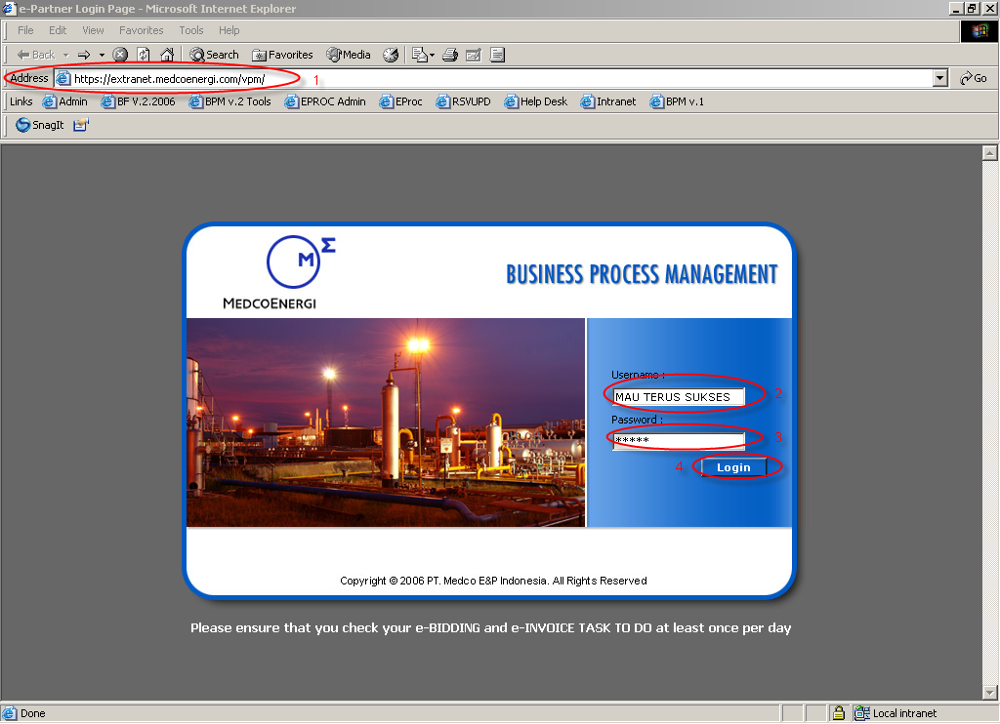 e-Partner Login Page - Microsoft Internet Explorer
File Edit View Favorites Tools Help
Back Search Favorites Media
Address https://extranet.medcoenergi.com/vpm/ 1 Go
Links Admin BF V.2.2006 BPM v.2 Tools EPROC Admin EProc RSVUPD Help Desk Intranet BPM v.1
SnagIt
M Σ
MEDCOENERGI
BUSINESS PROCESS MANAGEMENT
Username :
MAU TERUS SUKSES 2
Password :
***** 3
4 Login
Copyright © 2006 PT. Medco E&P Indonesia. All Rights Reserved
Please ensure that you check your e-BIDDING and e-INVOICE TASK TO DO at least once per day
Done Local intranet